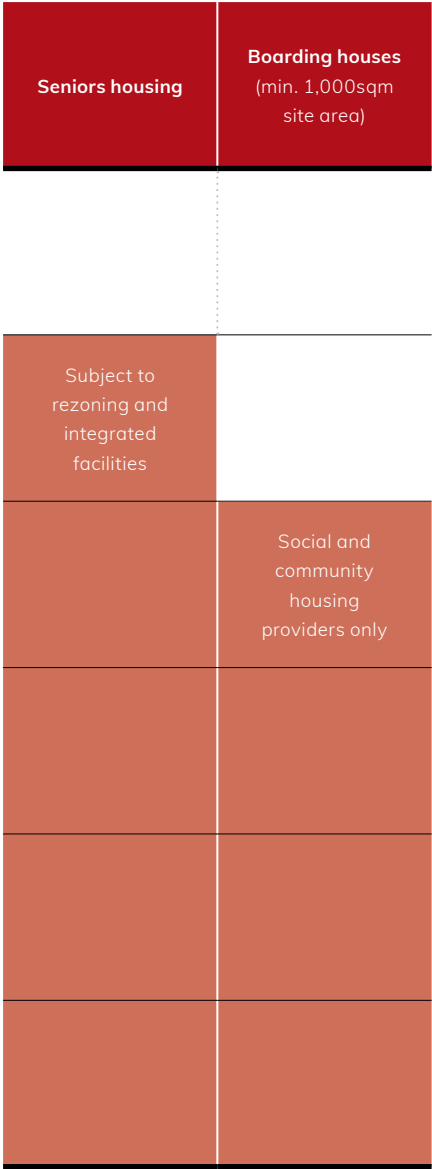 Seniors housing
Boarding houses
(min. 1,000sqm
site area)
Subject to
rezoning and
integrated
facilities
Social and
community
housing
providers only